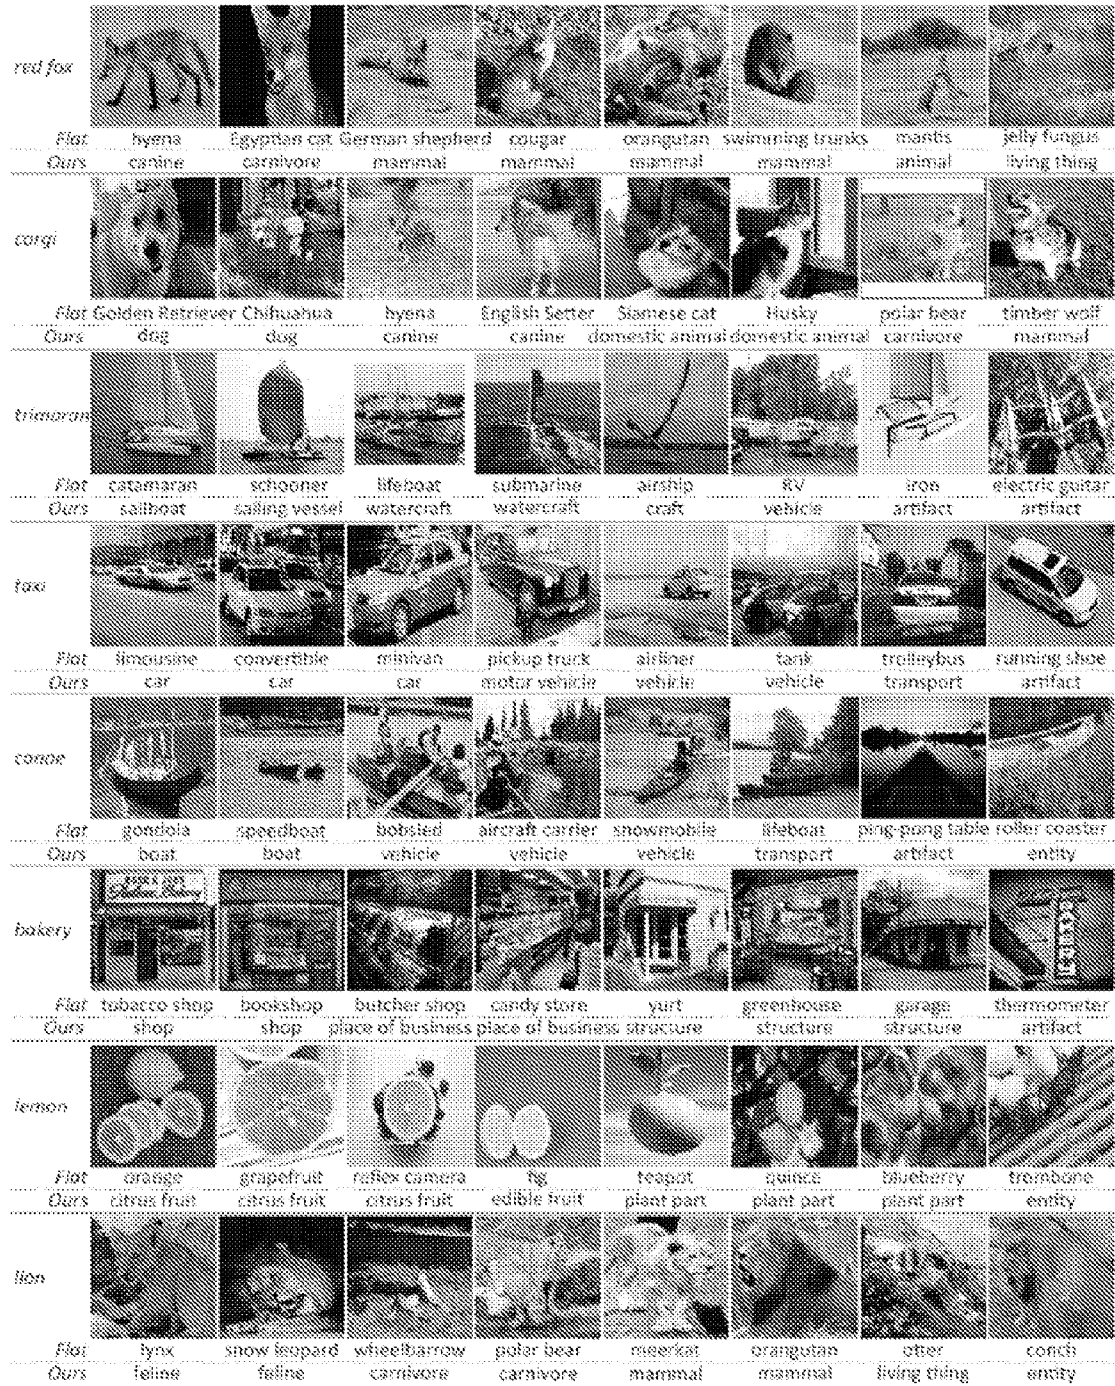 red fox
Flat hyena Egyptian cat German shepherd cougar orangutan swimming trunks mantis jelly fungus
Ours canine carnivore mammal mammal mammal mammal animal living thing
corgi
Flat Golden Retriever Chihuahua hyena English Setter Siamese cat Husky polar bear timber wolf
Ours dog dog canine canine domestic animal domestic animal carnivore mammal
trimaran
Flat catamaran schooner lifeboat submarine airship RV iron electric guitar
Ours sailboat sailing vessel watercraft watercraft craft vehicle artifact artifact
taxi
Flat limousine convertible minivan pickup truck airliner tank trolleybus running shoe
Ours car car car motor vehicle vehicle vehicle transport artifact
canoe
Flat gondola speedboat bobsled aircraft carrier snowmobile lifeboat ping-pong table roller coaster
Ours boat boat vehicle vehicle vehicle transport artifact entity
bakery
Flat tobacco shop bookshop butcher shop candy store yurt greenhouse garage thermometer
Ours shop shop place of business place of business structure structure structure artifact
lemon
Flat orange grapefruit reflex camera fig teapot quince blueberry trombone
Ours citrus fruit citrus fruit citrus fruit edible fruit plant part plant part plant part entity
lion
Flat lynx snow leopard wheelbarrow polar bear meerkat orangutan otter conch
Ours feline feline carnivore carnivore mammal mammal living thing entity